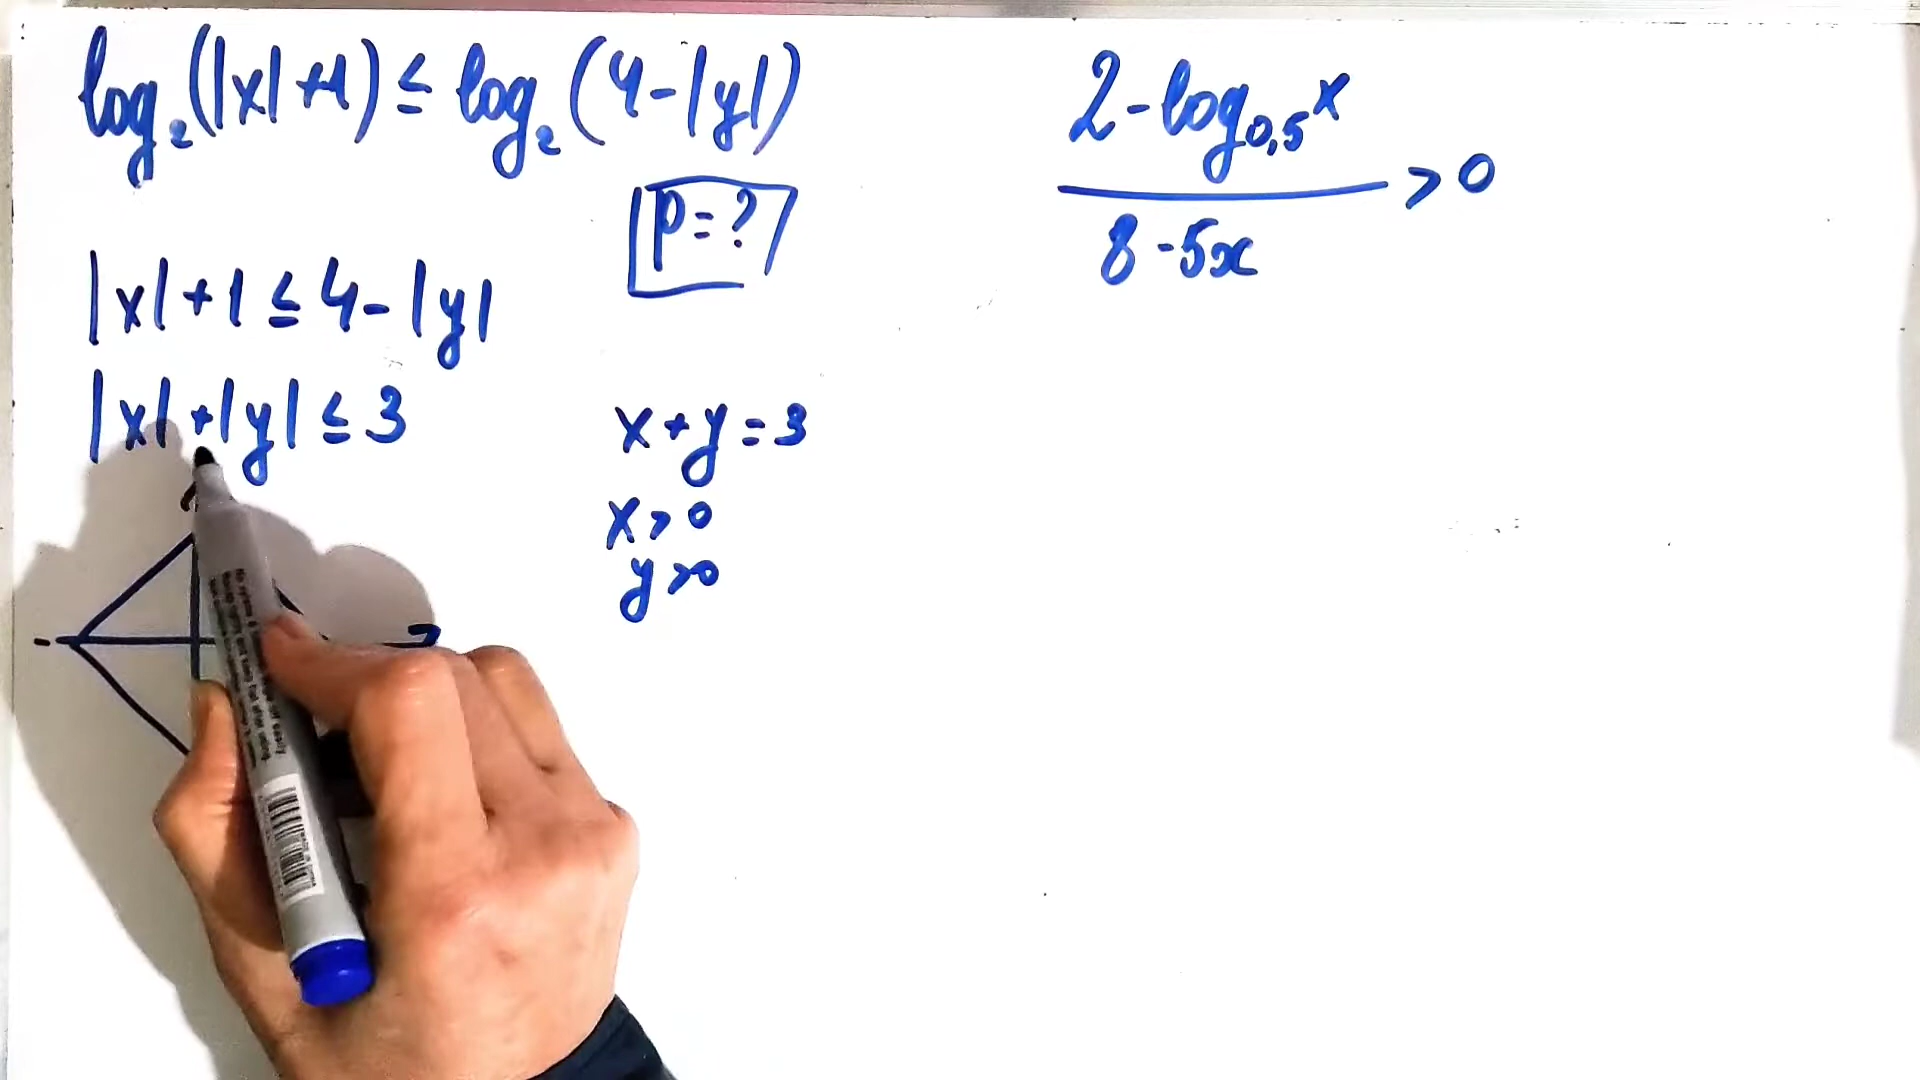 log₂(|x|+1) ≤ log₂(4-|y|)
P=?
|x|+1 ≤ 4-|y|
|x|+|y| ≤ 3
x+y=3
x>0
y>0
2-log₀,₅x
8-5x
>0